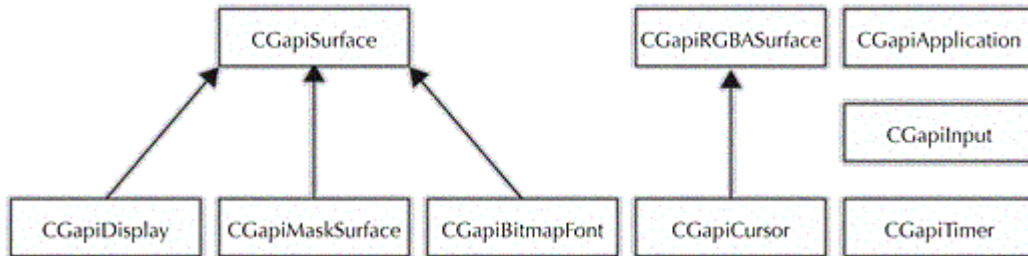 CGapiSurface
CGapiRGBASurface
CGapiApplication
CGapiInput
CGapiDisplay
CGapiMaskSurface
CGapiBitmapFont
CGapiCursor
CGapiTimer